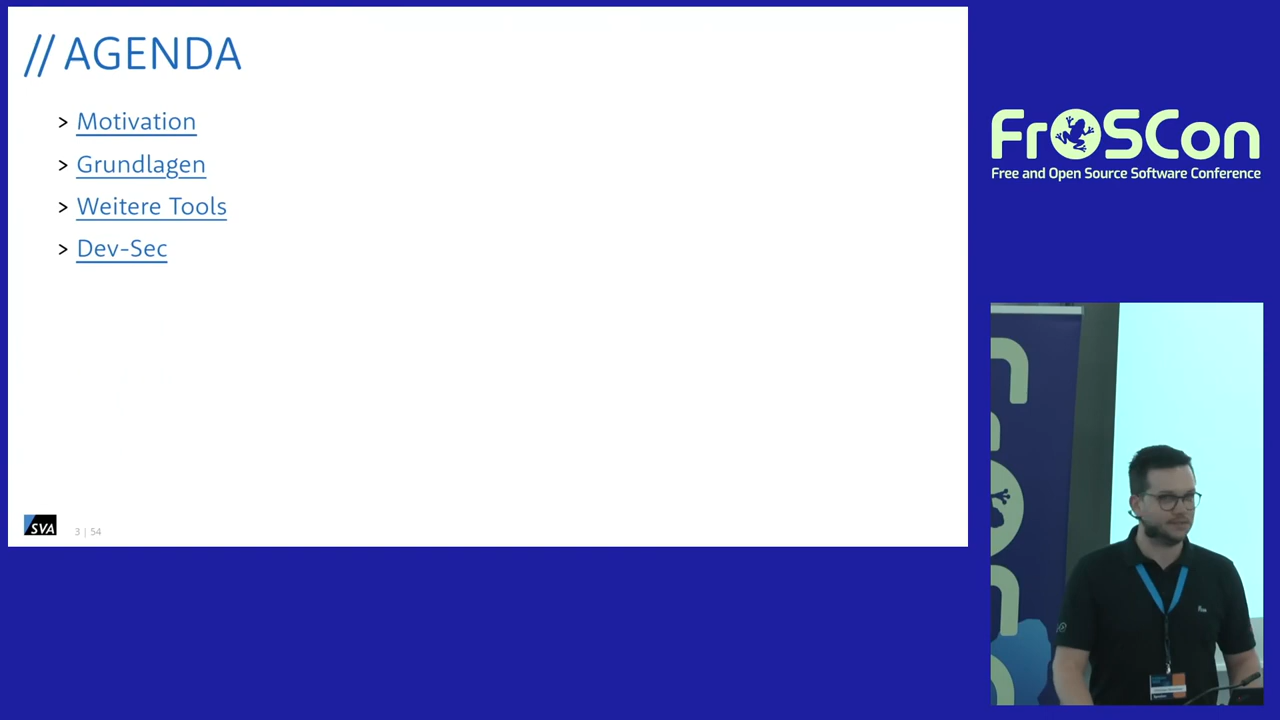 // AGENDA
> Motivation
> Grundlagen
> Weitere Tools
> Dev-Sec
SVA
3 | 54
FrOSCon
Free and Open Source Software Conference